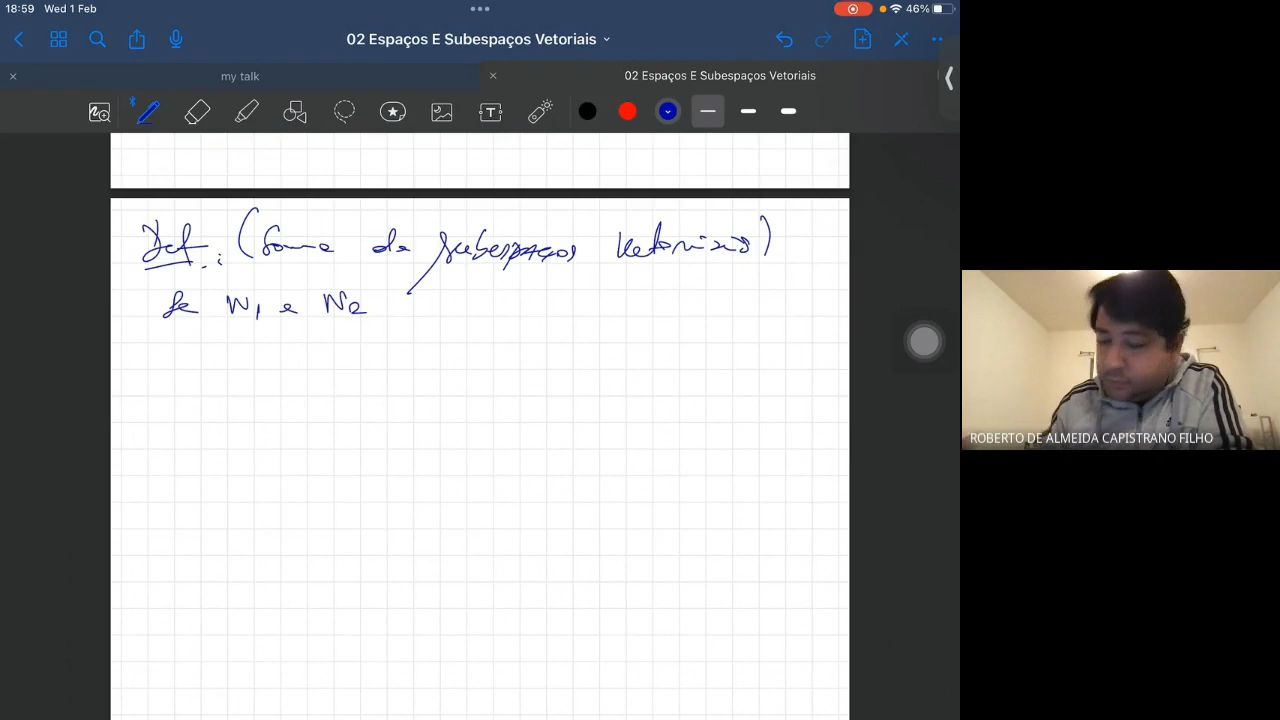 18:59 Wed 1 Feb
46%
02 Espaços E Subespaços Vetoriais
my talk
02 Espaços E Subespaços Vetoriais
Def.: (Soma de subespaços vetoriais)
Se W1 e W2
ROBERTO DE ALMEIDA CAPISTRANO FILHO